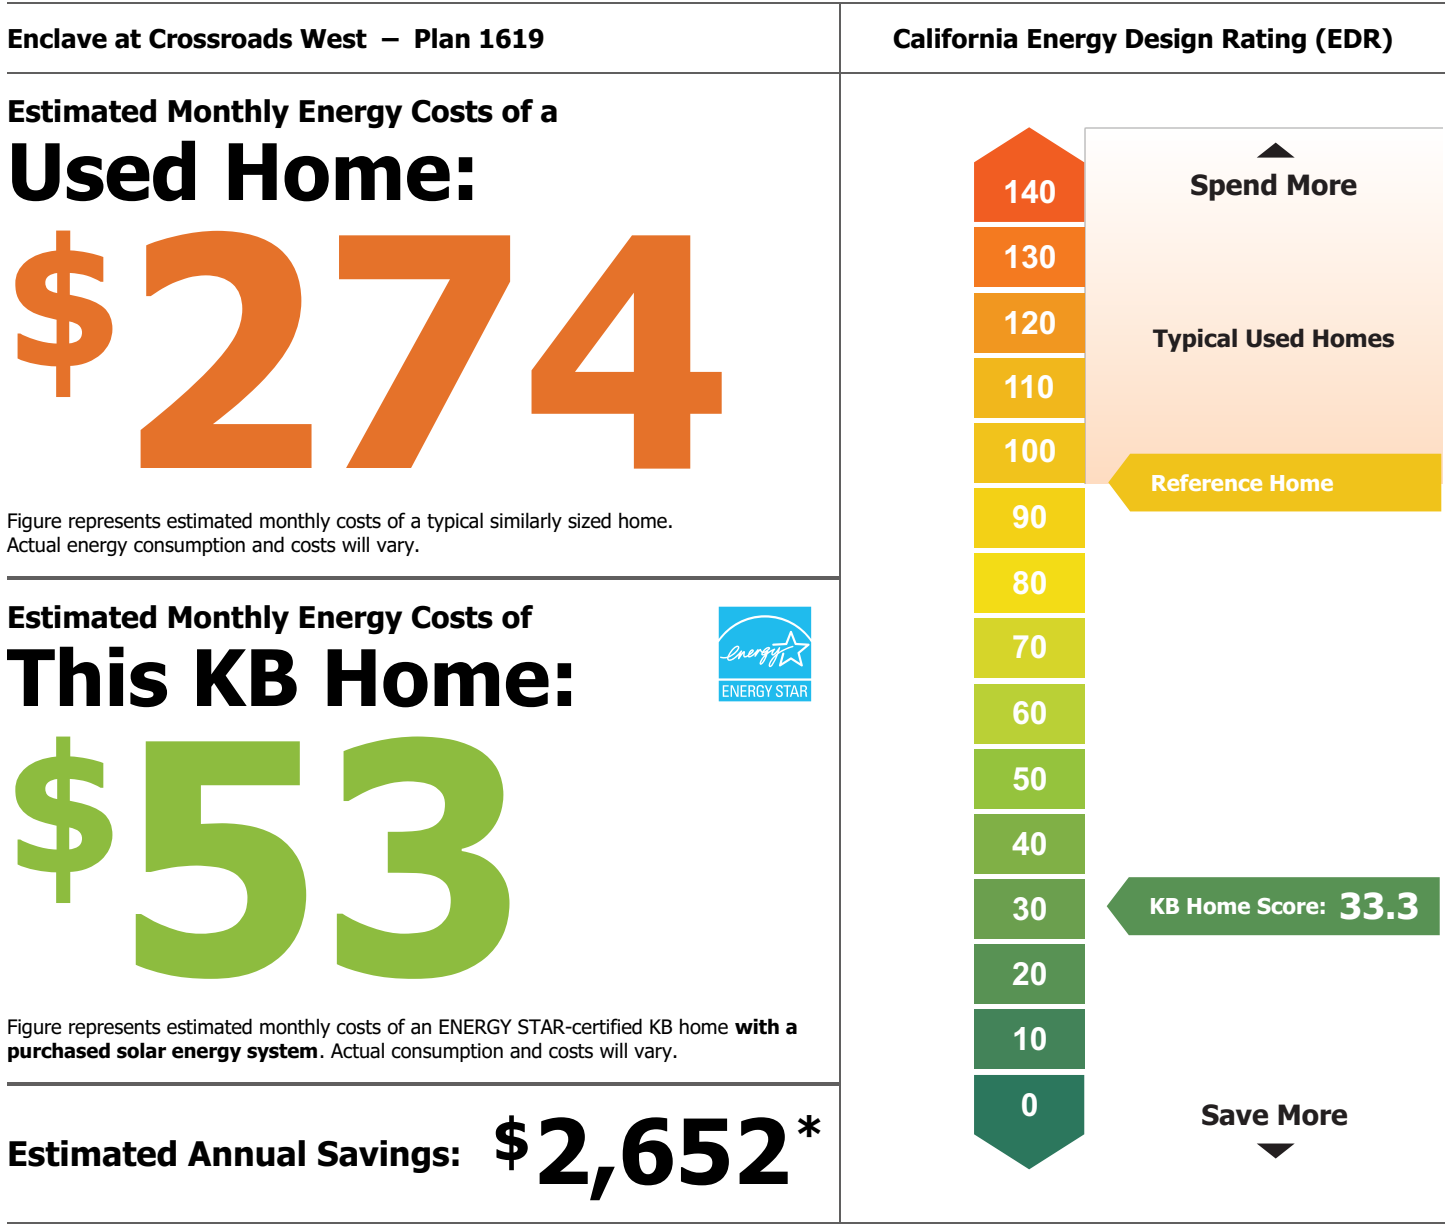 Enclave at Crossroads West – Plan 1619
Estimated Monthly Energy Costs of a
Used Home:
$274
Figure represents estimated monthly costs of a typical similarly sized home.
Actual energy consumption and costs will vary.
Estimated Monthly Energy Costs of
This KB Home:
energy
ENERGY STAR
$53
Figure represents estimated monthly costs of an ENERGY STAR-certified KB home with a
purchased solar energy system. Actual consumption and costs will vary.
Estimated Annual Savings: $2,652*
California Energy Design Rating (EDR)
140
Spend More
130
120
Typical Used Homes
110
100
Reference Home
90
80
70
60
50
40
30
KB Home Score: 33.3
20
10
0
Save More